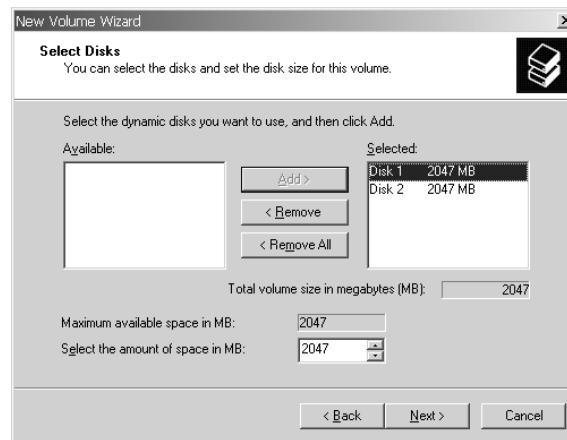 New Volume Wizard
Select Disks
You can select the disks and set the disk size for this volume.
Select the dynamic disks you want to use, and then click Add.
Available:
Selected:
Add >
Disk 1 2047 MB
Disk 2 2047 MB
< Remove
< Remove All
Total volume size in megabytes (MB): 2047
Maximum available space in MB: 2047
Select the amount of space in MB: 2047
< Back Next > Cancel